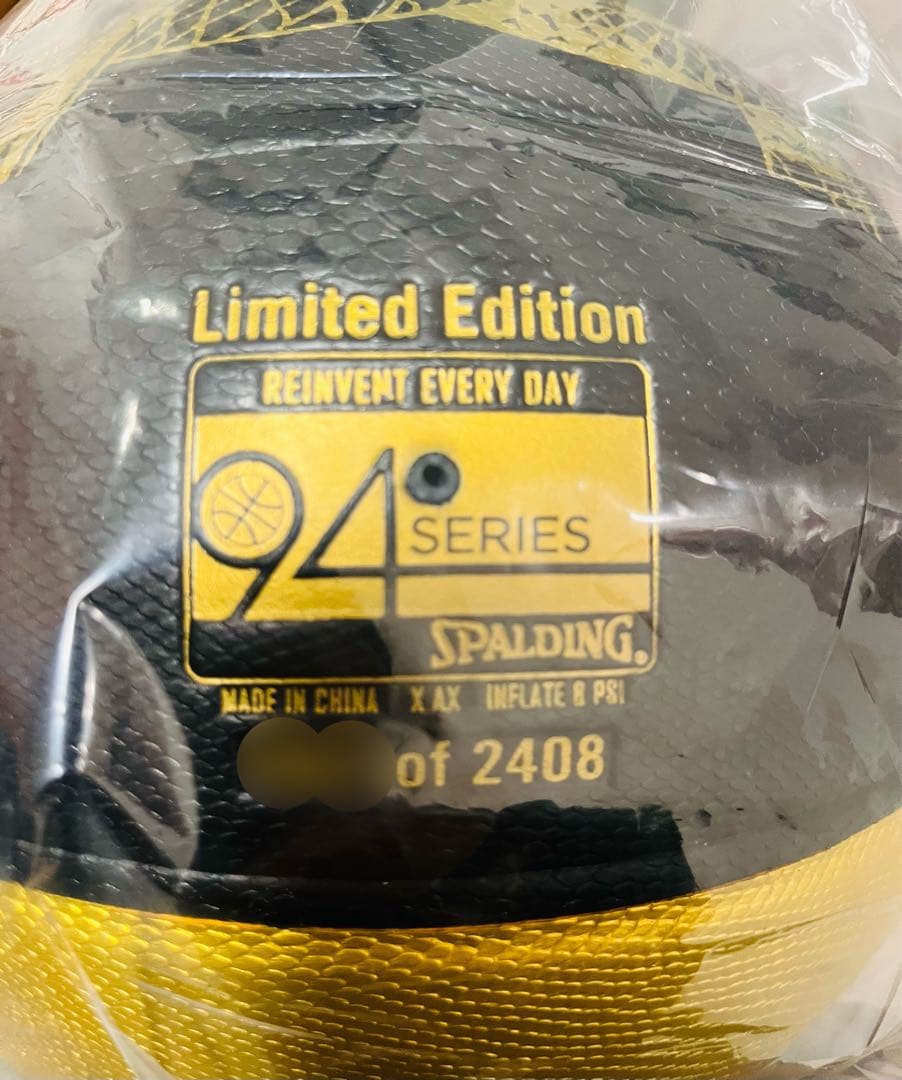 Limited Edition
REINVENT EVERY DAY
94
SERIES
SPALDING.
MADE IN CHINA X AX INFLATE 8 PSI
of 2408